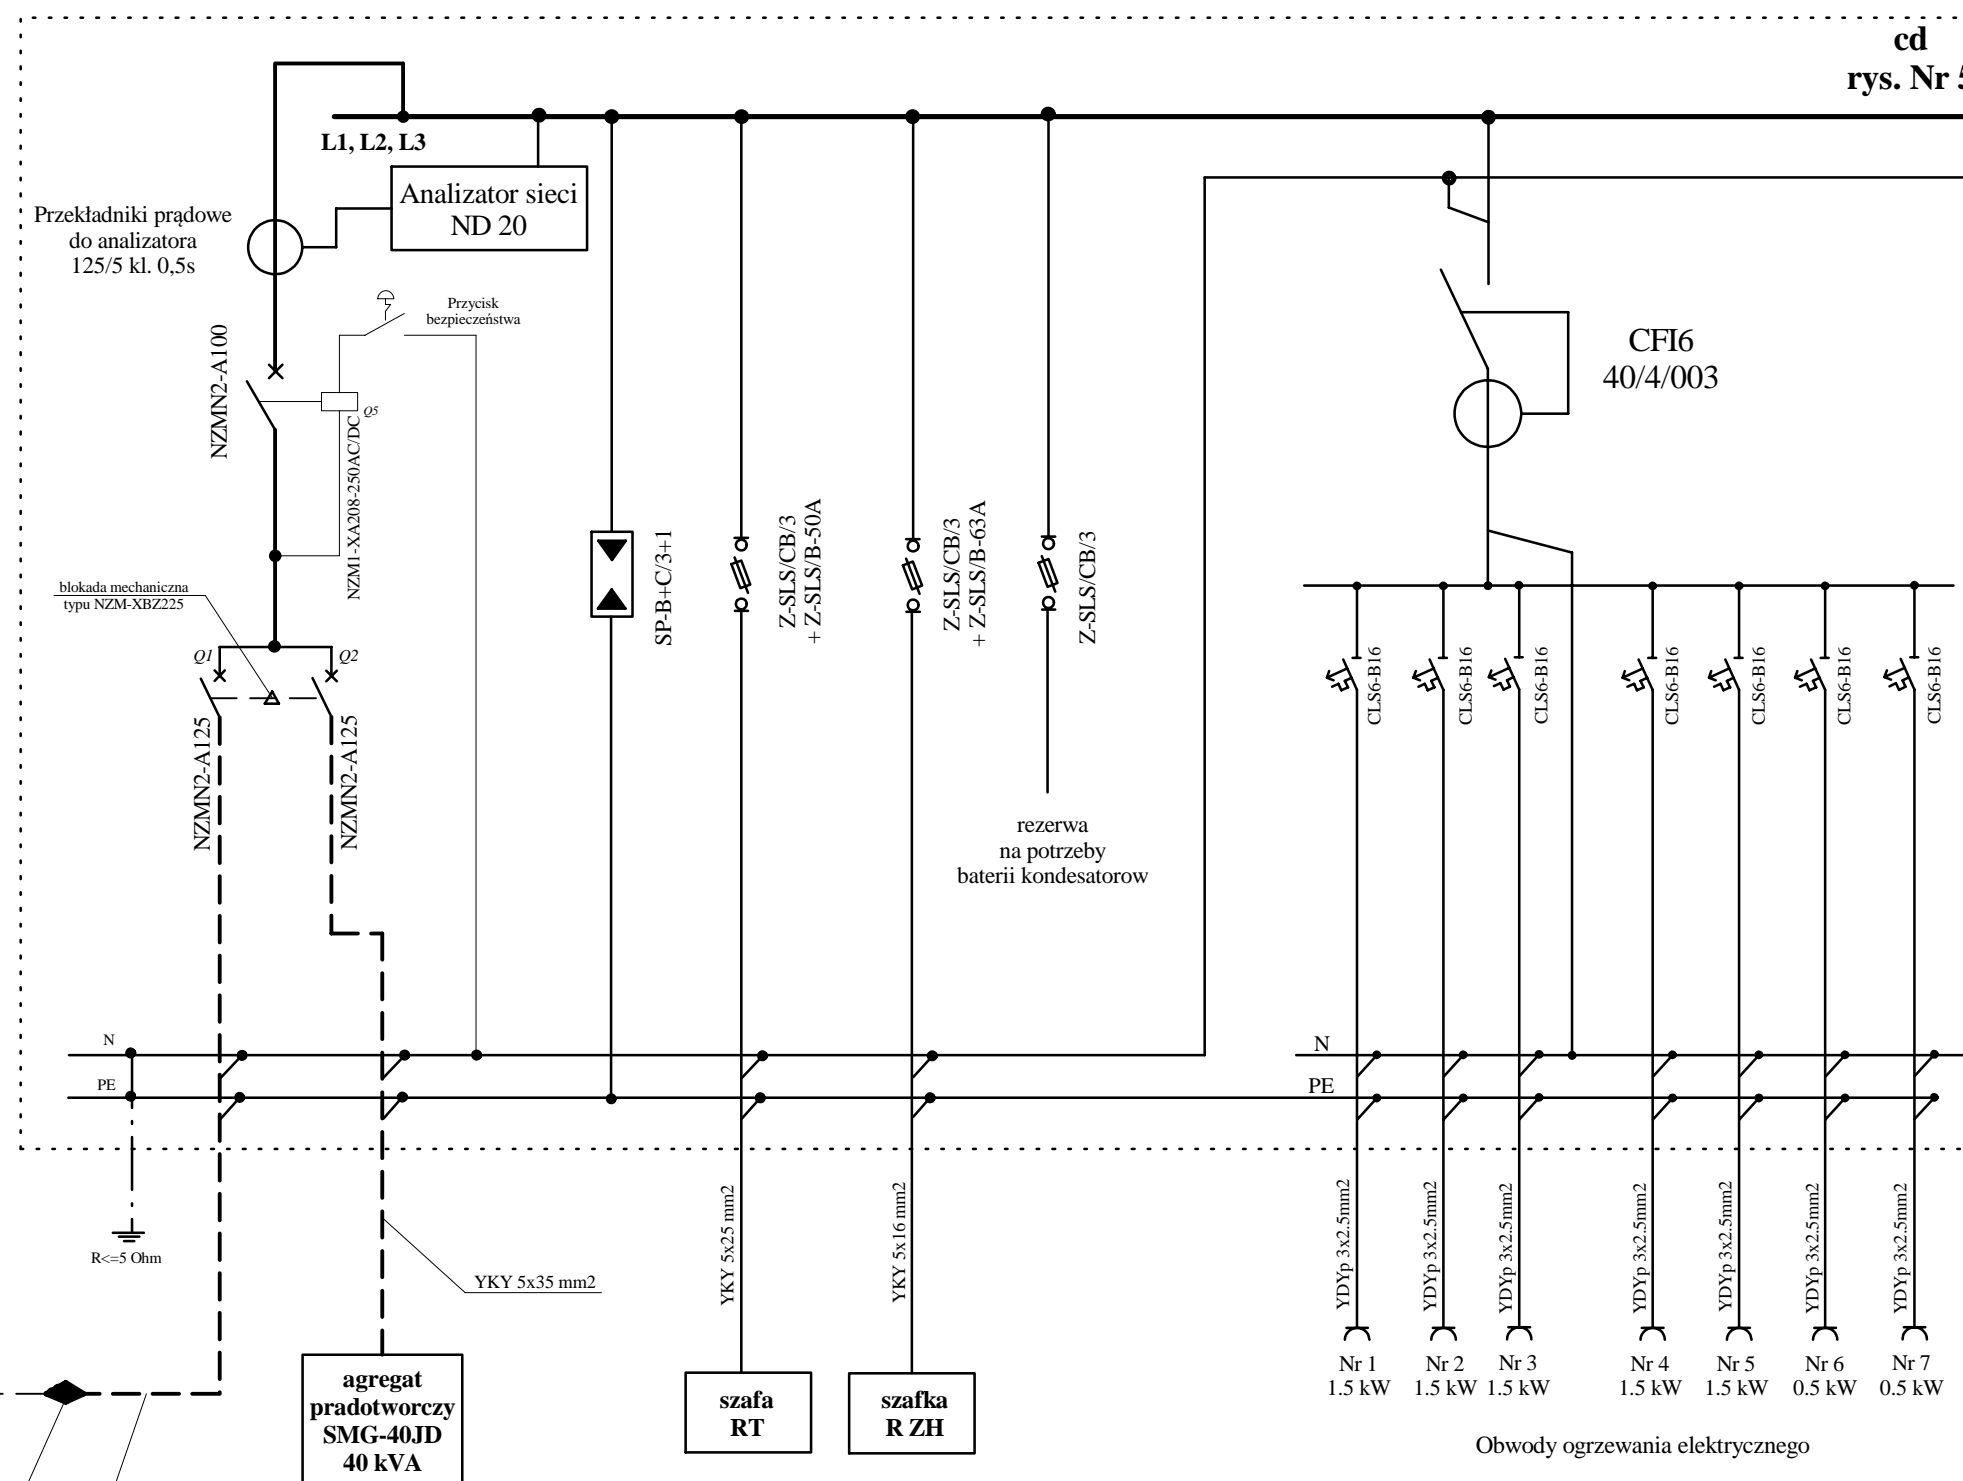 cd
rys. Nr 5
L1, L2, L3
Analizator sieci
ND 20
Przekładniki prądowe
do analizatora
125/5 kl. 0,5s
Przycisk
bezpieczeństwa
NZMN2-A100
Q5
NZM1-XA208-250AC/DC
CFI6
40/4/003
blokada mechaniczna
typu NZM-XBZ225
Q1
Q2
NZMN2-A125
NZMN2-A125
SP-B+C/3+1
Z-SLS/CB/3
+ Z-SLS/B-50A
Z-SLS/CB/3
+ Z-SLS/B-63A
Z-SLS/CB/3
rezerwa
na potrzeby
baterii kondesatorow
CLS6-B16
CLS6-B16
CLS6-B16
CLS6-B16
CLS6-B16
CLS6-B16
CLS6-B16
N
PE
N
PE
R<=5 Ohm
YKY 5x35 mm2
YKY 5x25 mm2
YKY 5x16 mm2
YDYp 3x2.5mm2
YDYp 3x2.5mm2
YDYp 3x2.5mm2
YDYp 3x2.5mm2
YDYp 3x2.5mm2
YDYp 3x2.5mm2
YDYp 3x2.5mm2
agregat
pradotworczy
SMG-40JD
40 kVA
szafa
RT
szafka
R ZH
Nr 1
1.5 kW
Nr 2
1.5 kW
Nr 3
1.5 kW
Nr 4
1.5 kW
Nr 5
1.5 kW
Nr 6
0.5 kW
Nr 7
0.5 kW
Obwody ogrzewania elektrycznego